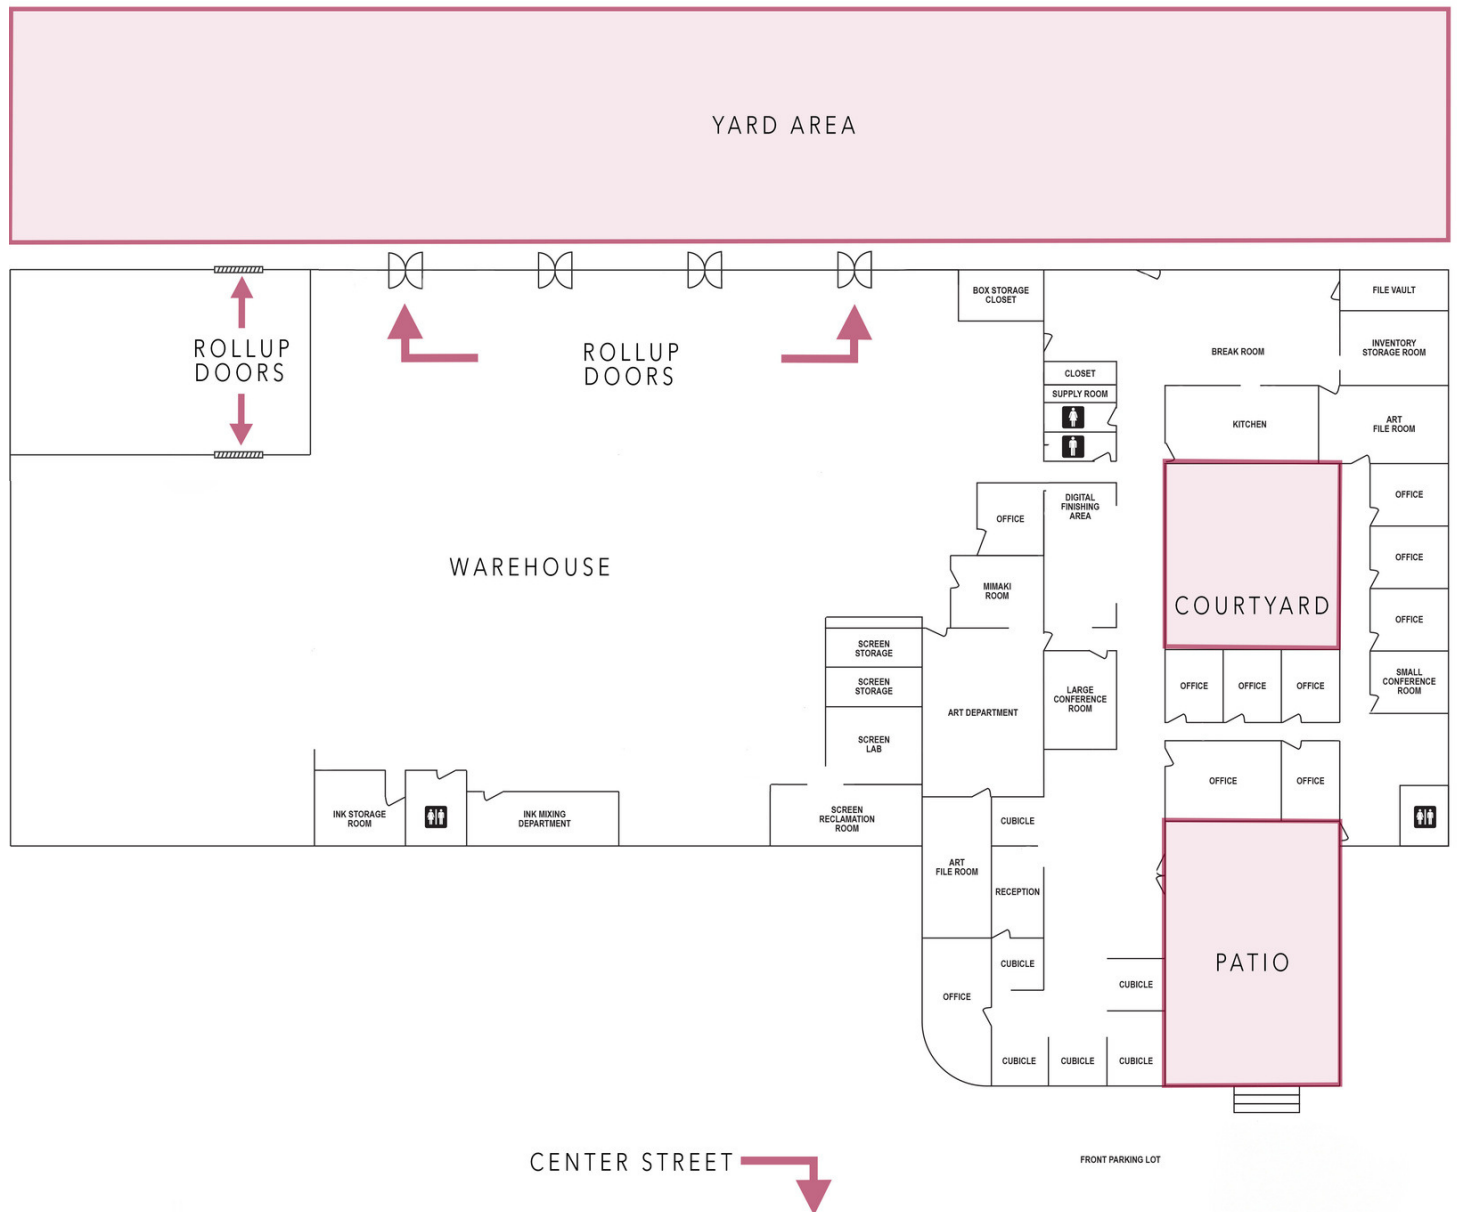 YARD AREA
BOX STORAGE
CLOSET
FILE VAULT
ROLLUP
DOORS
ROLLUP
DOORS
BREAK ROOM
INVENTORY
STORAGE ROOM
CLOSET
SUPPLY ROOM
KITCHEN
ART
FILE ROOM
OFFICE
DIGITAL
FINISHING
AREA
OFFICE
WAREHOUSE
MIMAKI
ROOM
COURTYARD
OFFICE
OFFICE
SCREEN
STORAGE
SCREEN
STORAGE
ART DEPARTMENT
LARGE
CONFERENCE
ROOM
OFFICE
OFFICE
OFFICE
SMALL
CONFERENCE
ROOM
SCREEN
LAB
OFFICE
OFFICE
INK STORAGE
ROOM
INK MIXING
DEPARTMENT
SCREEN
RECLAMATION
ROOM
CUBICLE
ART
FILE ROOM
RECEPTION
CUBICLE
OFFICE
CUBICLE
PATIO
CUBICLE
CUBICLE
CUBICLE
CENTER STREET
FRONT PARKING LOT